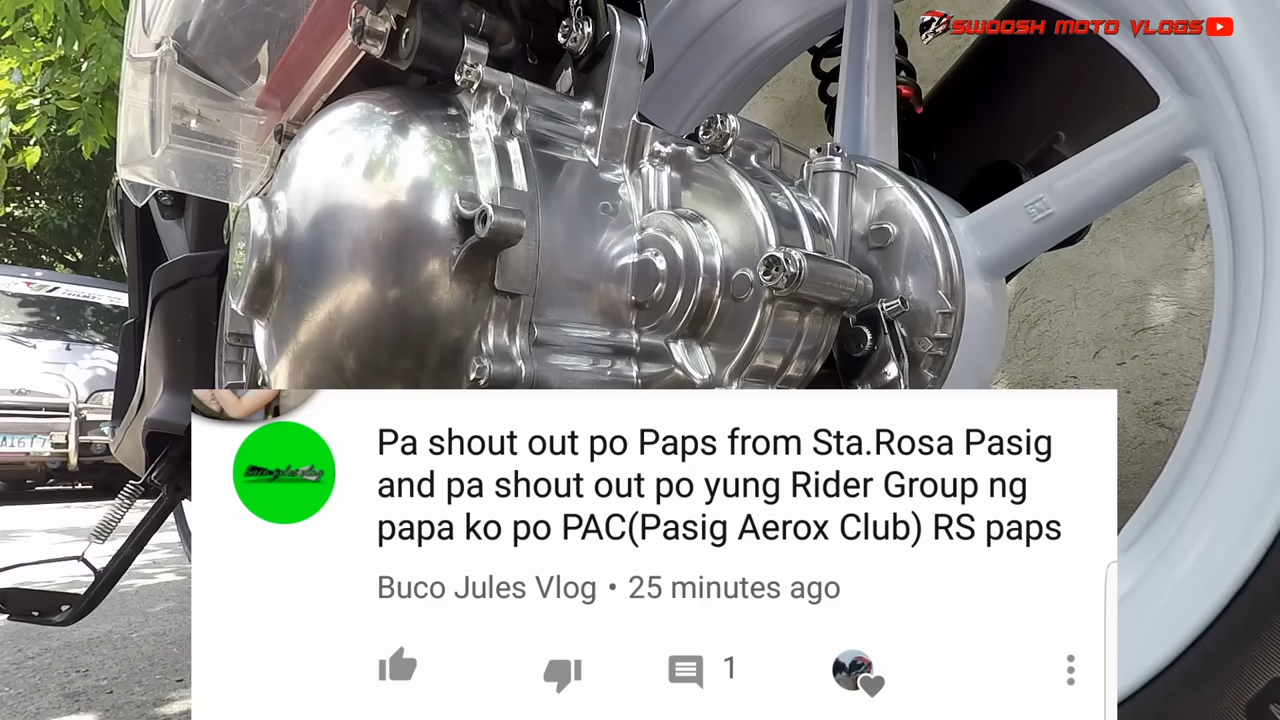 SWOOSH MOTO VLOGS
Pa shout out po Paps from Sta.Rosa Pasig
and pa shout out po yung Rider Group ng
papa ko po PAC(Pasig Aerox Club) RS paps
Buco Jules Vlog • 25 minutes ago
1